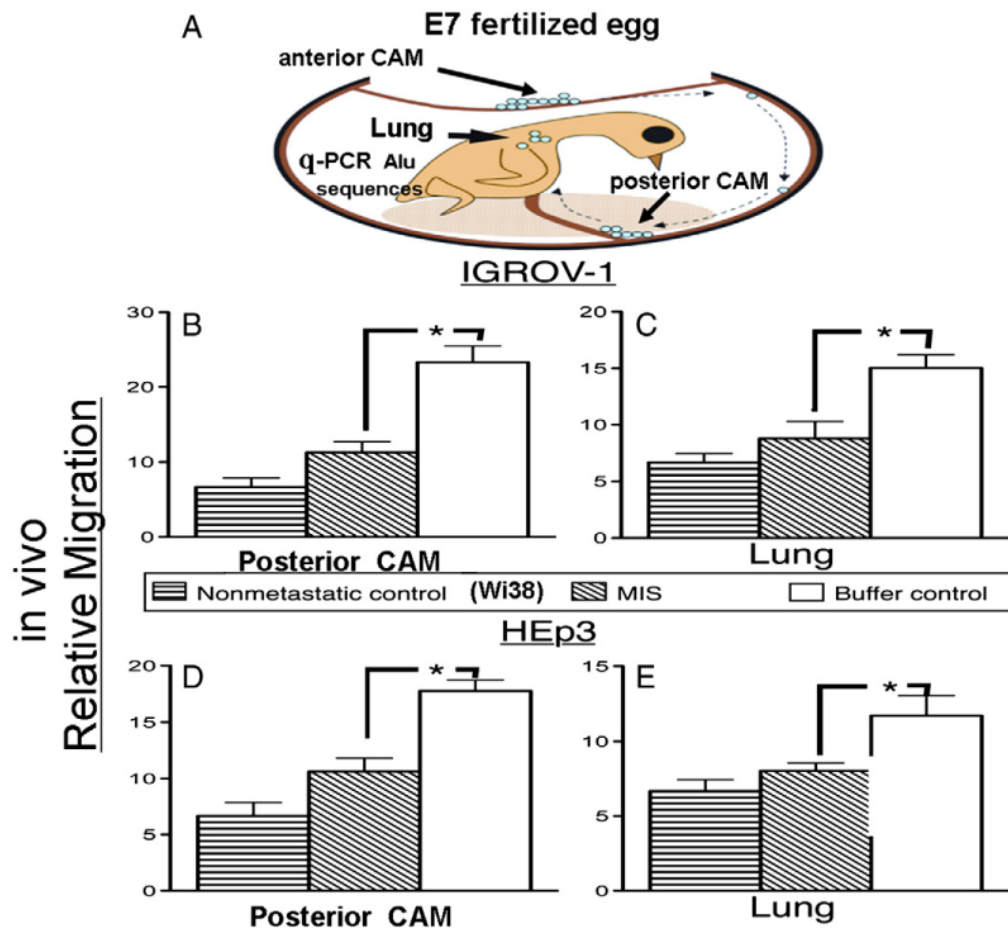 A
E7 fertilized egg
anterior CAM
Lung
q-PCR Alu
sequences
posterior CAM
IGROV-1
in vivo
Relative Migration
B
30
20
10
0
*
Posterior CAM
C
20
15
10
5
0
*
Lung
Nonmetastatic control (Wi38) MIS Buffer control
HEp3
D
20
15
10
5
0
*
Posterior CAM
E
15
10
5
0
*
Lung